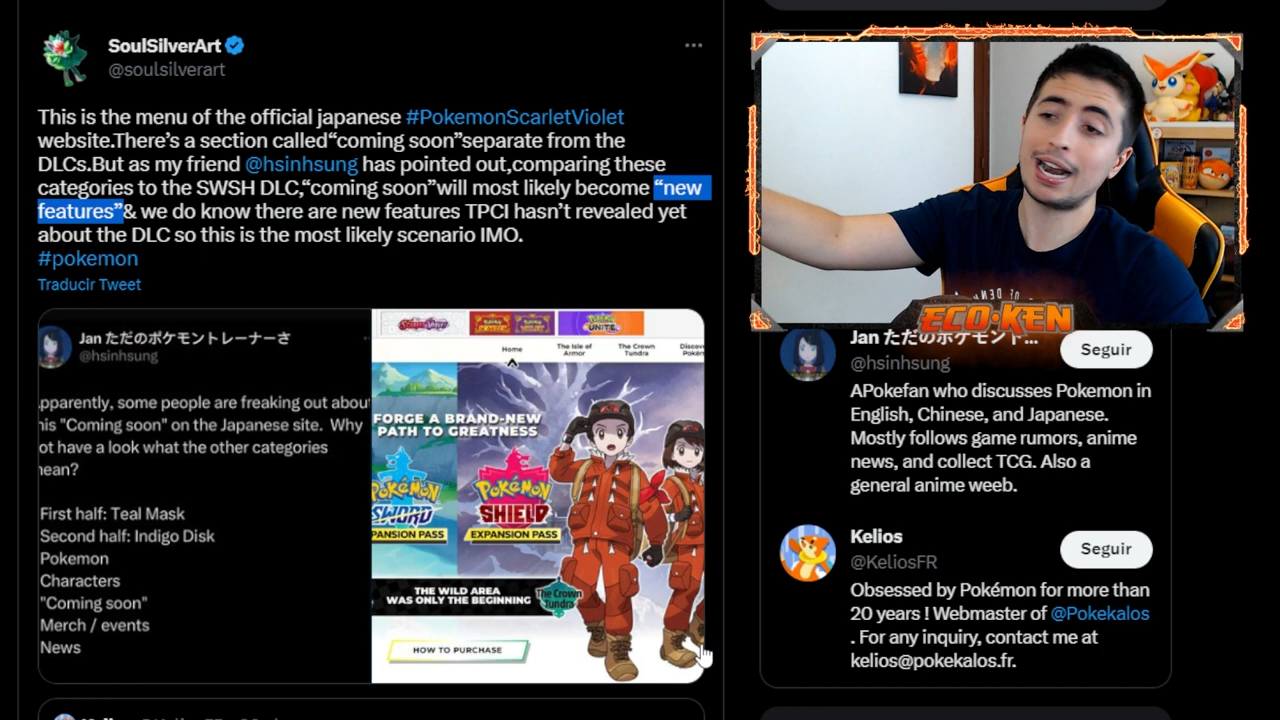 SoulSilverArt
@soulsilverart
This is the menu of the official japanese #PokemonScarletViolet
website.There's a section called“coming soon”separate from the
DLCs.But as my friend @hsinhsung has pointed out,comparing these
categories to the SWSH DLC,“coming soon”will most likely become “new
features”& we do know there are new features TPCI hasn't revealed yet
about the DLC so this is the most likely scenario IMO.
#pokemon
Traducir Tweet
Jan ただのポケモントレーナーさ
@hsinhsung
pparently, some people are freaking out about
his "Coming soon" on the Japanese site. Why
ot have a look what the other categories
nean?
First half: Teal Mask
Second half: Indigo Disk
Pokemon
Characters
"Coming soon"
Merch / events
News
UNITE
Home
The Isle of
Armor
The Crown
Tundra
Discov
Poké
FORGE A BRAND-NEW
PATH TO GREATNESS
POKéMON
SWORD
PANSION PASS
POKéMON
SHIELD
EXPANSION PASS
THE WILD AREA
WAS ONLY THE BEGINNING
The Crown
Tundra
HOW TO PURCHASE
ECO·KEN
Jan ただのポケモント...
@hsinhsung
Seguir
APokefan who discusses Pokemon in
English, Chinese, and Japanese.
Mostly follows game rumors, anime
news, and collect TCG. Also a
general anime weeb.
Kelios
@KeliosFR
Seguir
Obsessed by Pokémon for more than
20 years ! Webmaster of @Pokekalos
. For any inquiry, contact me at
kelios@pokekalos.fr.